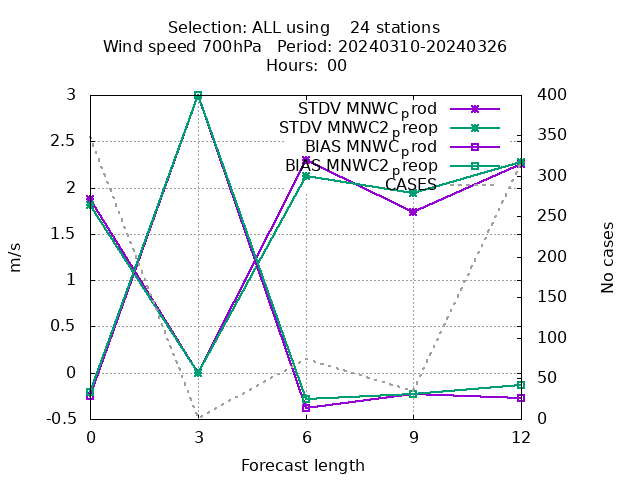 Selection: ALL using 24 stations
Wind speed 700hPa Period: 20240310-20240326
Hours: 00
STDV MNWC_prod
STDV MNWC2_preop
BIAS MNWC_prod
BIAS MNWC2_preop
CASES
3
2.5
2
1.5
1
0.5
0
-0.5
400
350
300
250
200
150
100
50
0
m/s
No cases
0 3 6 9 12
Forecast length